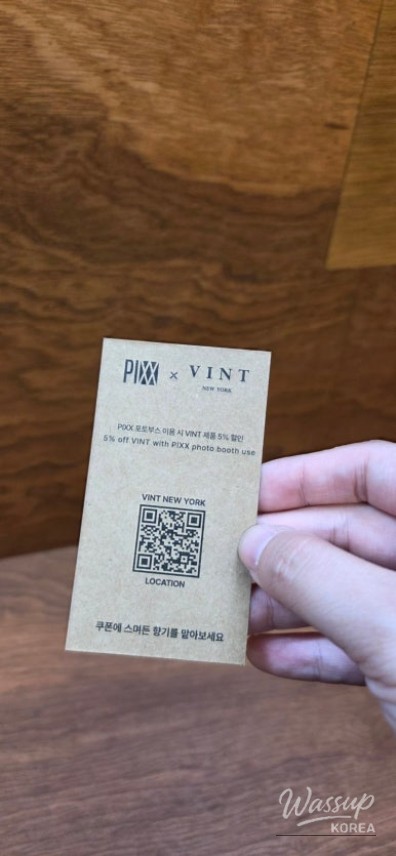 PIXX × VINT
NEW YORK
PIXX 포토부스 이용 시 VINT 제품 5% 할인
5% off VINT with PIXX photo booth use
VINT NEW YORK
LOCATION
쿠폰에 스며든 향기를 맡아보세요
Wassup
KOREA